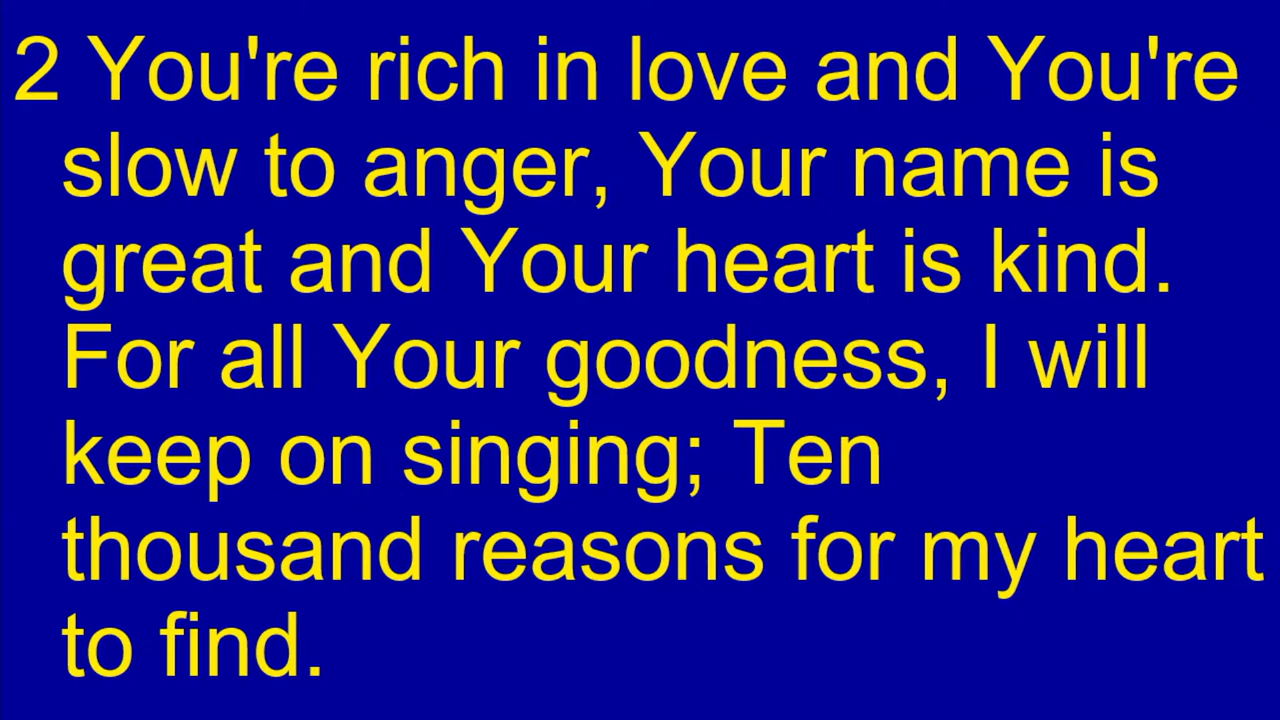 2 You're rich in love and You're
slow to anger, Your name is
great and Your heart is kind.
For all Your goodness, I will
keep on singing; Ten
thousand reasons for my heart
to find.